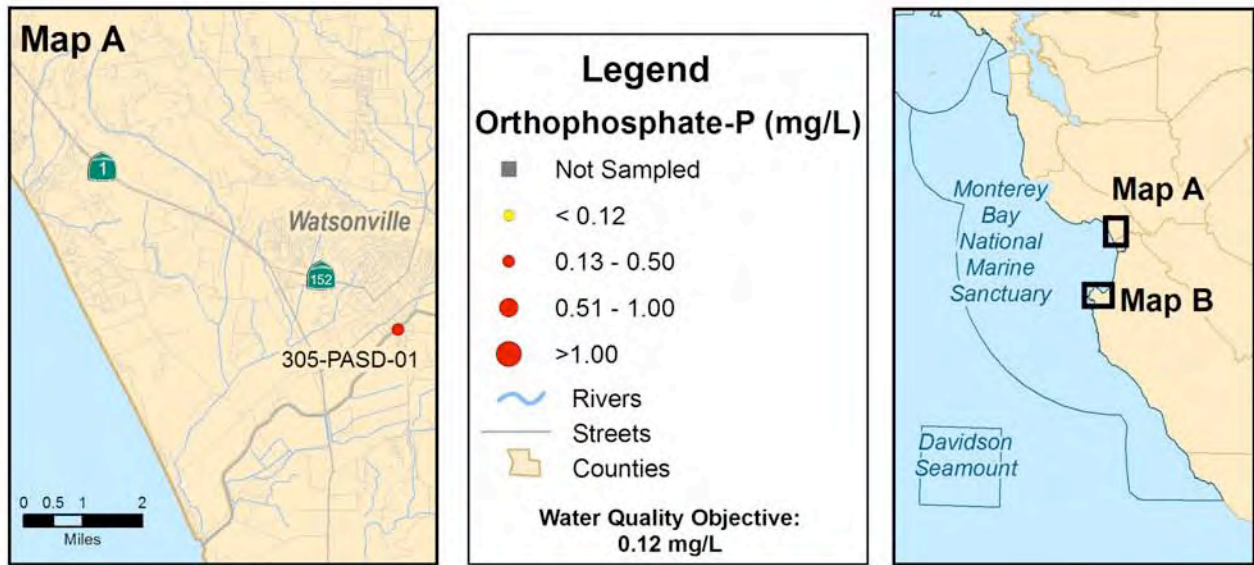 Map A
1
Watsonville
152
305-PASD-01
0 0.5 1 2
Miles
Legend
Orthophosphate-P (mg/L)
Not Sampled
< 0.12
0.13 - 0.50
0.51 - 1.00
>1.00
Rivers
Streets
Counties
Water Quality Objective:
0.12 mg/L
Monterey
Bay
National
Marine
Sanctuary
Map A
Map B
Davidson
Seamount